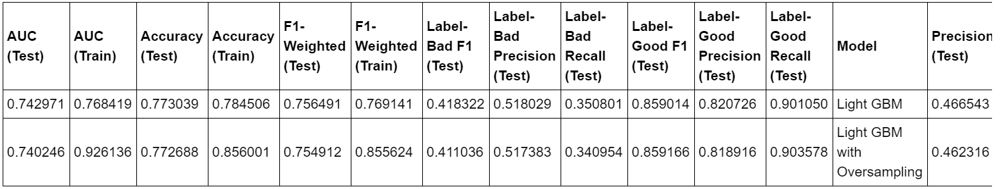 AUC (Test) | AUC (Train) | Accuracy (Test) | Accuracy (Train) | F1-Weighted (Test) | F1-Weighted (Train) | Label-Bad F1 (Test) | Label-Bad Precision (Test) | Label-Bad Recall (Test) | Label-Good F1 (Test) | Label-Good Precision (Test) | Label-Good Recall (Test) | Model | Precision (Test)
0.742971 | 0.768419 | 0.773039 | 0.784506 | 0.756491 | 0.769141 | 0.418322 | 0.518029 | 0.350801 | 0.859014 | 0.820726 | 0.901050 | Light GBM | 0.466543
0.740246 | 0.926136 | 0.772688 | 0.856001 | 0.754912 | 0.855624 | 0.411036 | 0.517383 | 0.340954 | 0.859166 | 0.818916 | 0.903578 | Light GBM with Oversampling | 0.462316